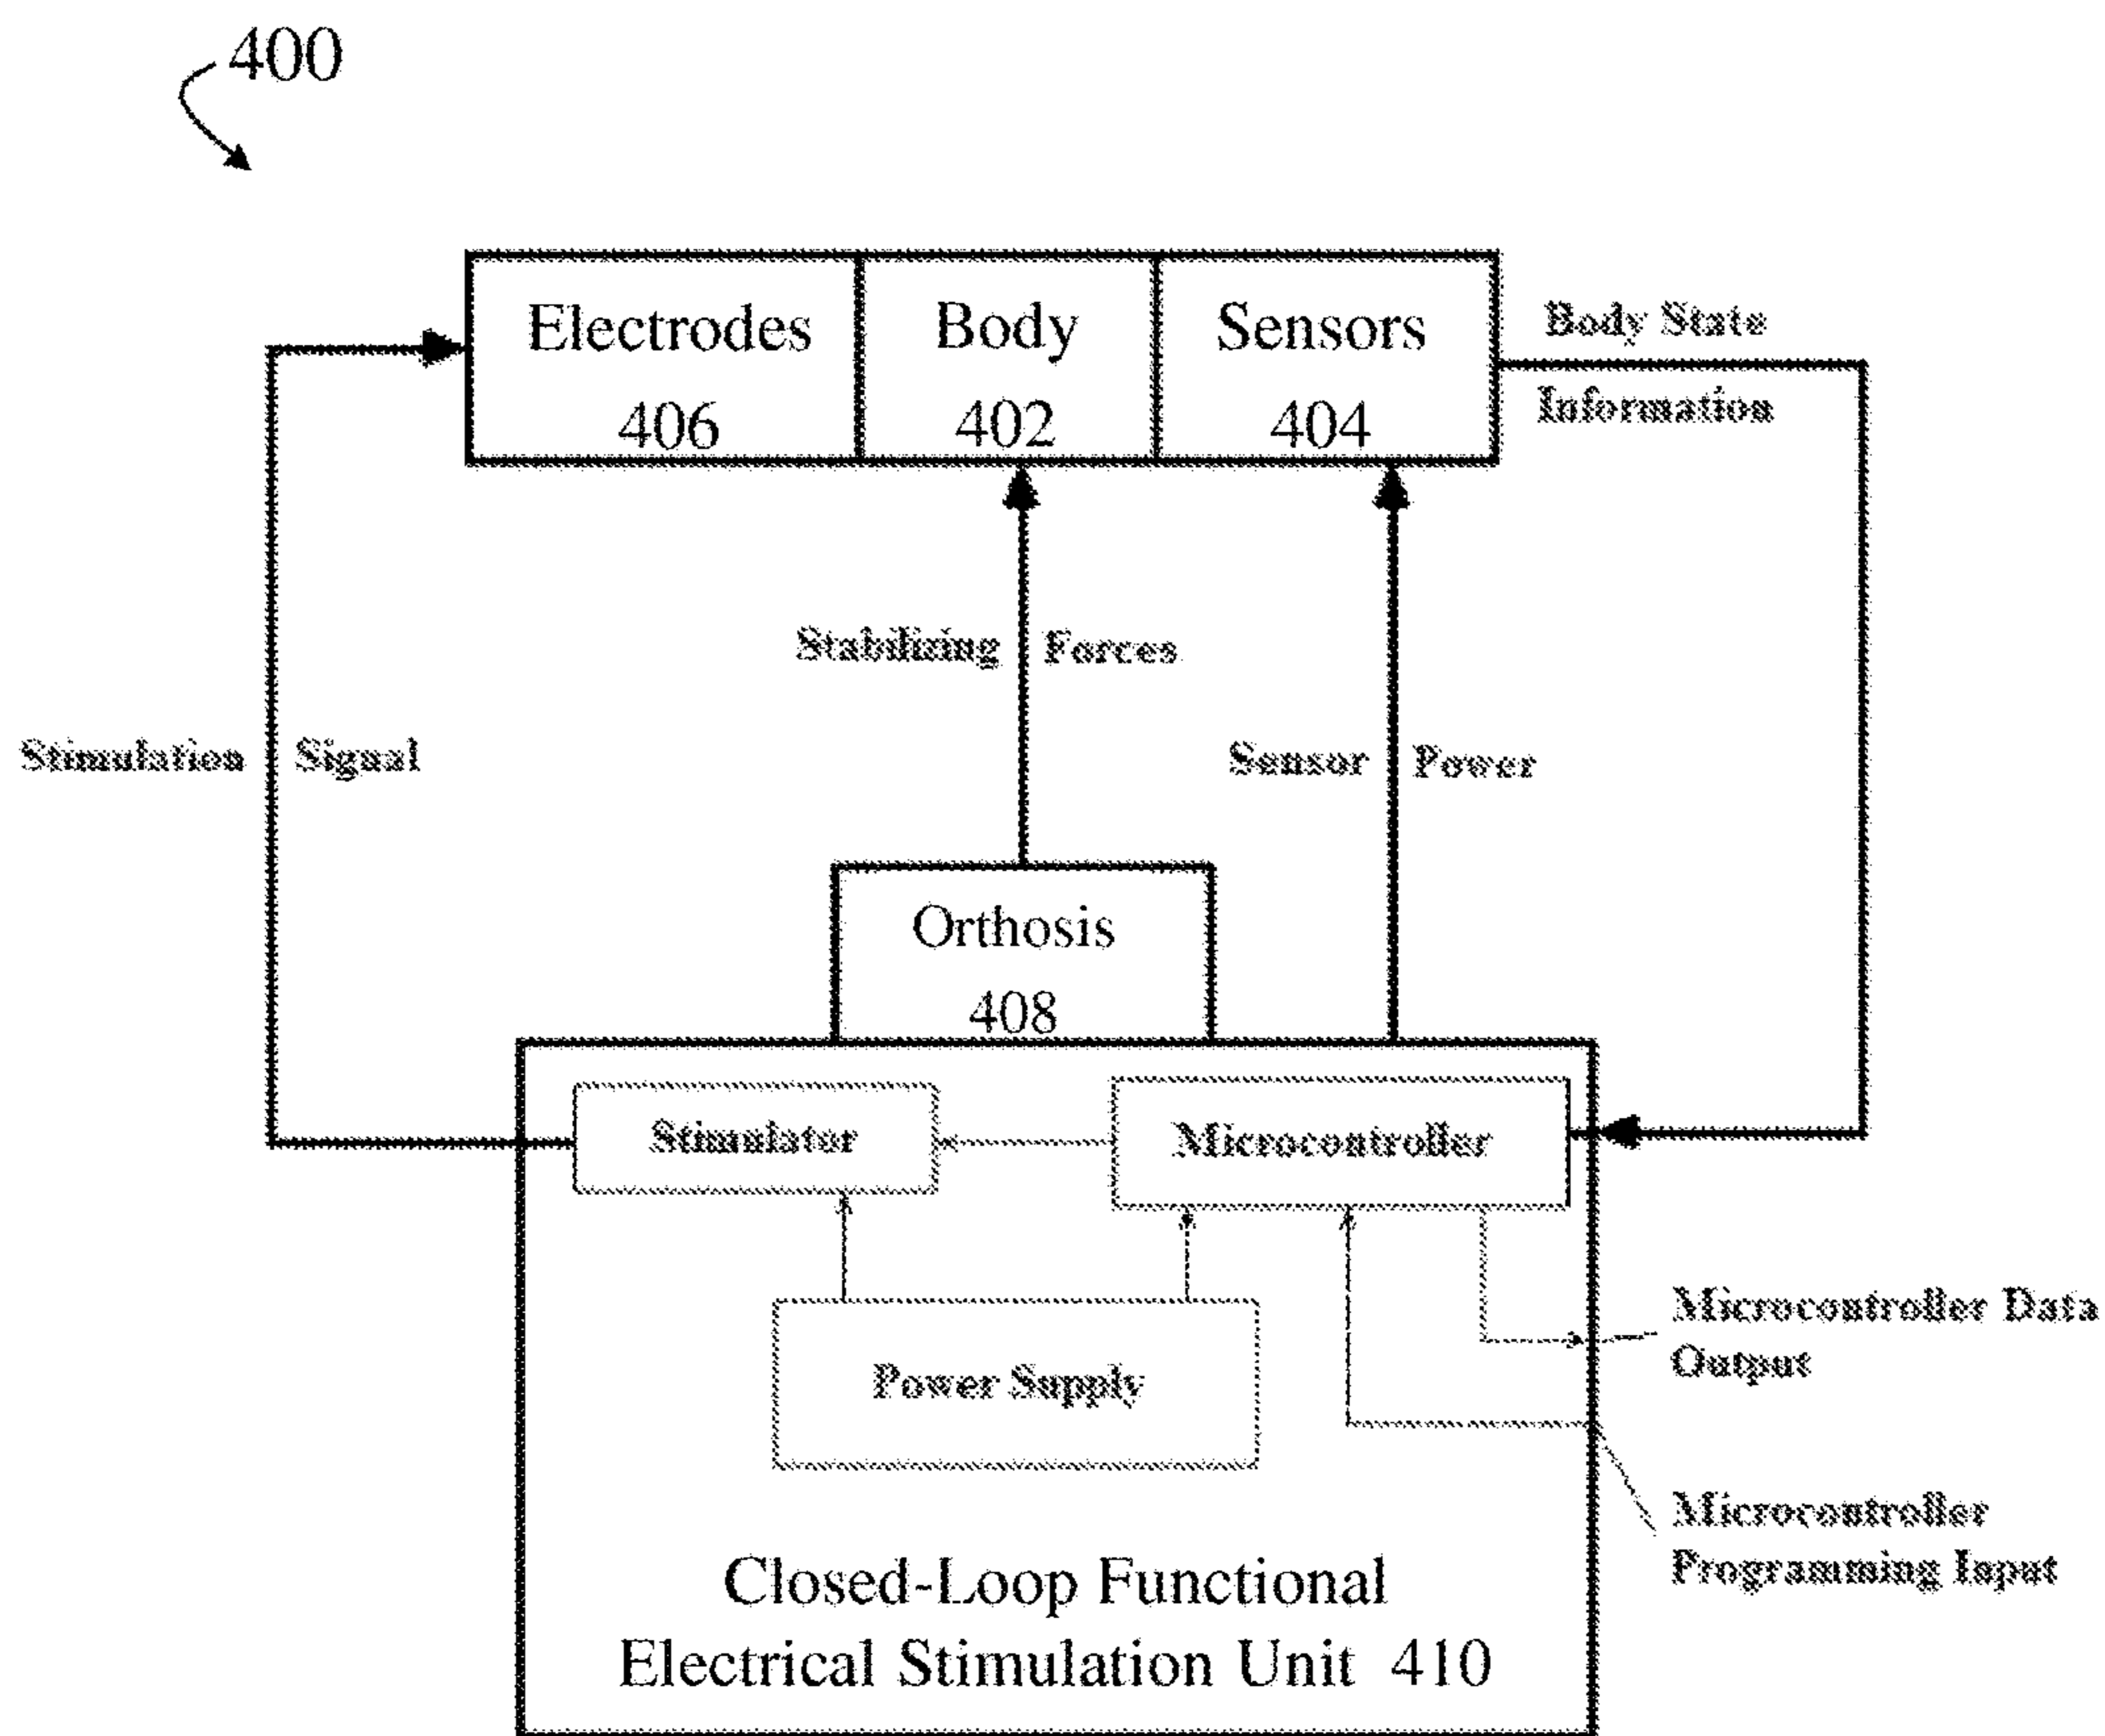 400
Electrodes
406
Body
402
Sensors
404
Body State
Information
Stabilizing Forces
Stimulation Signal
Sensor Power
Orthosis
408
Stimulator
Microcontroller
Power Supply
Microcontroller Data
Output
Microcontroller
Programming Input
Closed-Loop Functional
Electrical Stimulation Unit 410